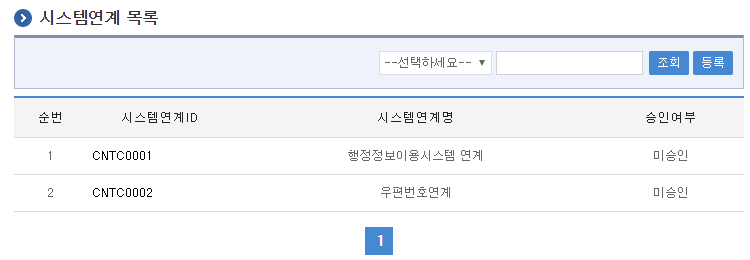 시스템연계 목록
--선택하세요-- ▼ 조회 등록
순번 시스템연계ID 시스템연계명 승인여부
1 CNTC0001 행정정보이용시스템 연계 미승인
2 CNTC0002 우편번호연계 미승인
1